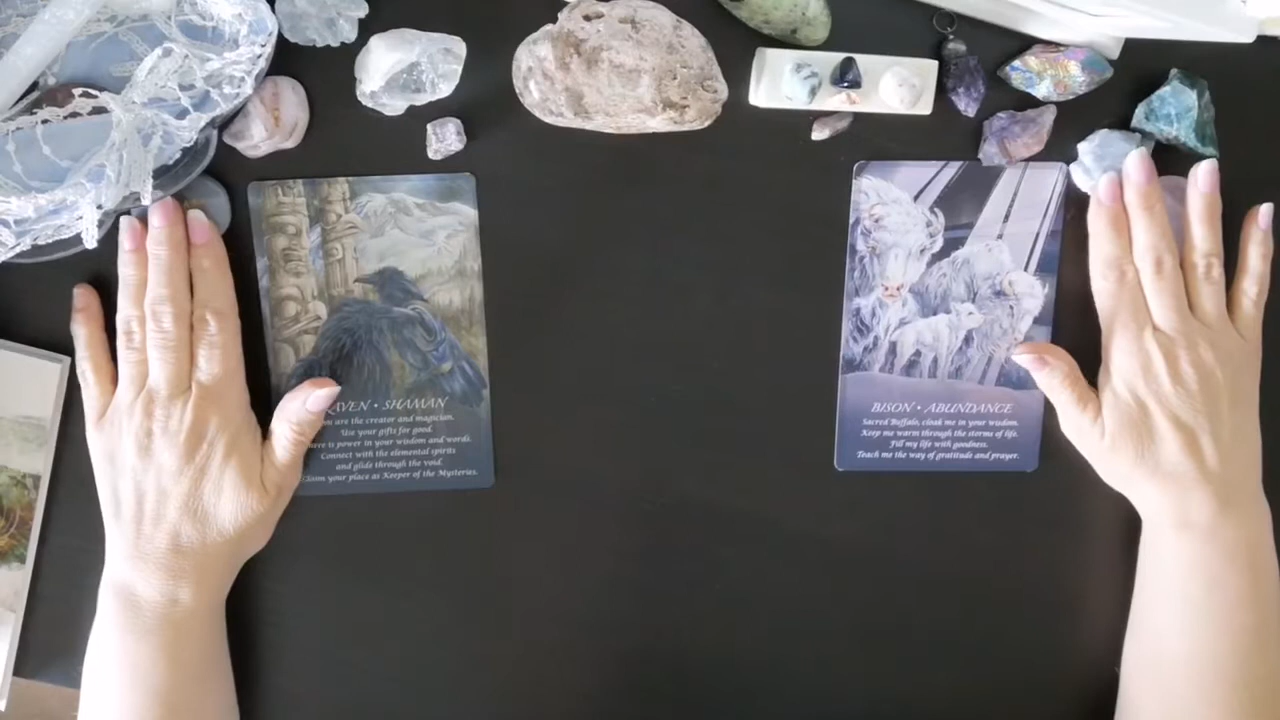 RAVEN • SHAMAN
You are the creator and magician.
Use your gifts for good.
There is power in your wisdom and words.
Connect with the elemental spirits
and glide through the void.
Claim your place as Keeper of the Mysteries.
BISON • ABUNDANCE
Sacred Buffalo, cloak me in your wisdom.
Keep me warm through the storms of life.
Fill my life with goodness.
Teach me the way of gratitude and prayer.